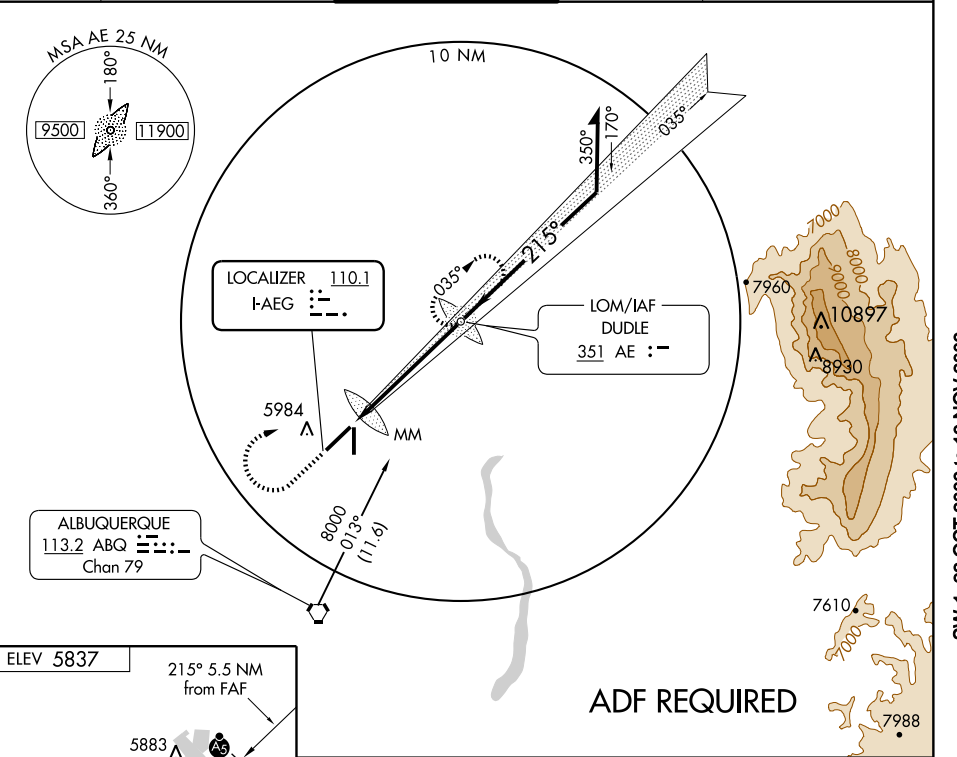 MSA AE 25 NM
180°
9500
11900
360°
10 NM
035°
350°
170°
215°
035°
LOCALIZER 110.1
I-AEG
LOM/IAF
DUDLE
351 AE
7000
8000
9000
7960
10897
8930
5984
MM
ALBUQUERQUE
113.2 ABQ
Chan 79
8000
013°
(11.6)
7610
7000
7988
ADF REQUIRED
ELEV 5837
215° 5.5 NM
from FAF
5883
A5